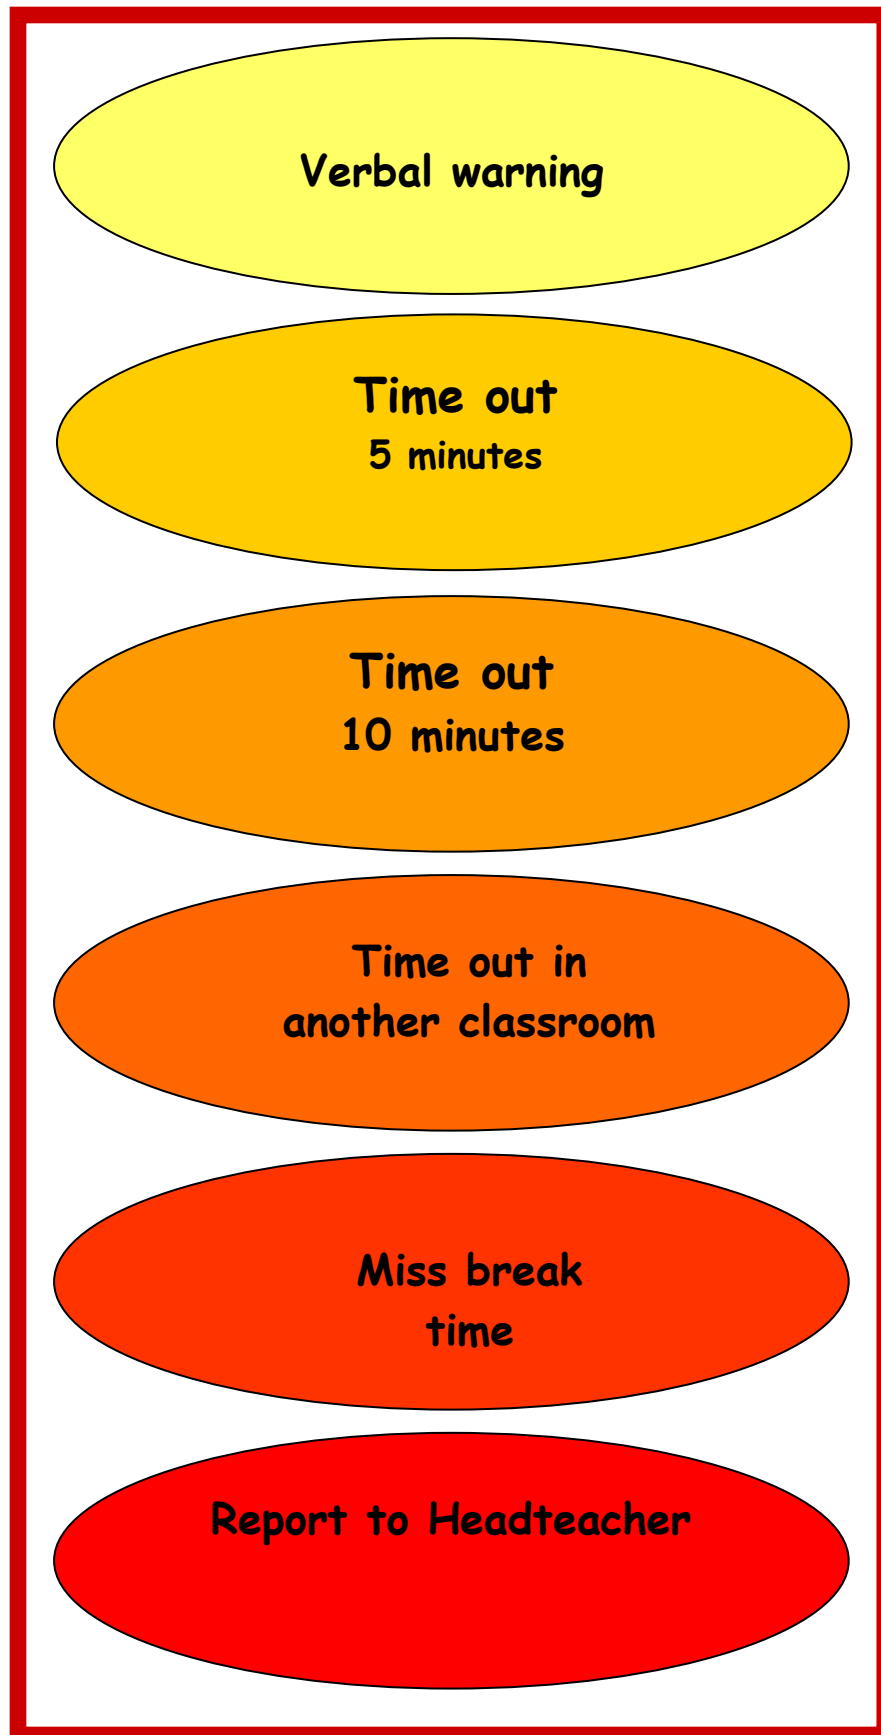 Verbal warning
Time out
5 minutes
Time out
10 minutes
Time out in
another classroom
Miss break
time
Report to Headteacher